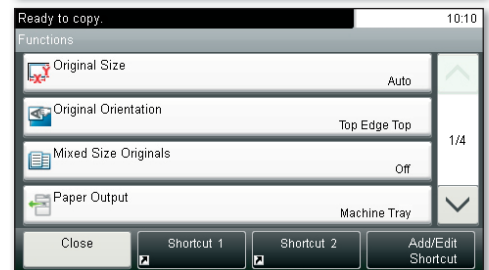 Ready to copy.
10:10
Functions
Original Size
Auto
Original Orientation
Top Edge Top
1/4
Mixed Size Originals
Off
Paper Output
Machine Tray
Close
Shortcut 1
Shortcut 2
Add/Edit
Shortcut